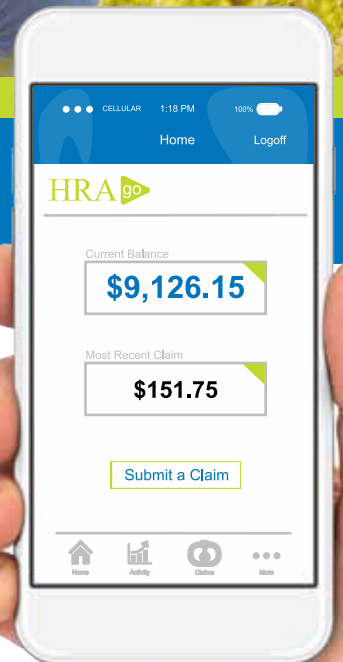 CELLULAR 1:18 PM 100%
Home Logoff
HRA go
Current Balance
$9,126.15
Most Recent Claim
$151.75
Submit a Claim
Home Activity Claims More